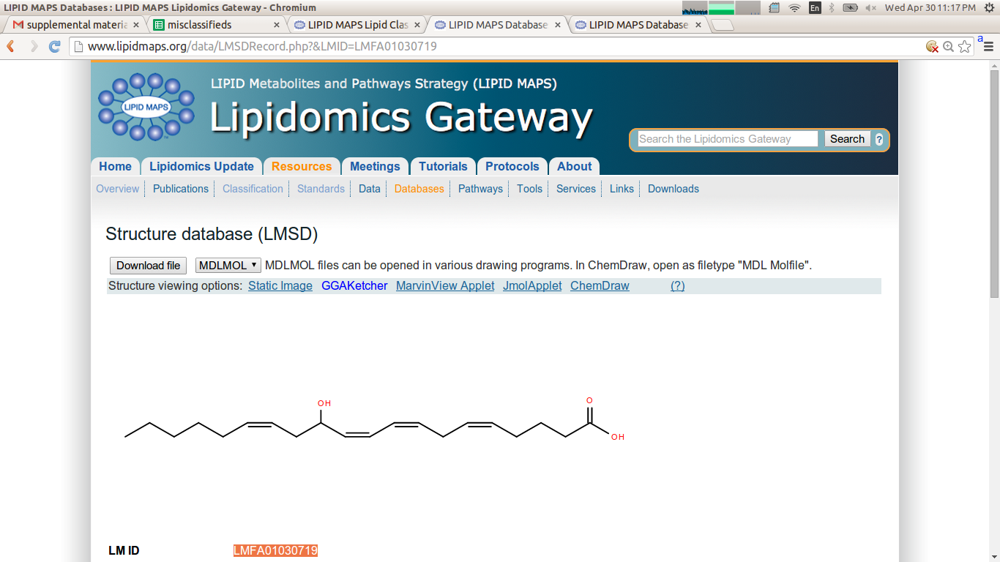 LIPID MAPS Databases : LIPID MAPS Lipidomics Gateway - Chromium
En
Wed Apr 30 11:17 PM
supplemental materia
misclassifieds
LIPID MAPS Lipid Clas
LIPID MAPS Database
LIPID MAPS Database
a
www.lipidmaps.org/data/LMSDRecord.php?&LMID=LMFA01030719
LIPID MAPS
TM
LIPID Metabolites and Pathways Strategy (LIPID MAPS)
Lipidomics Gateway
Search the Lipidomics Gateway
Search
?
Home Lipidomics Update Resources Meetings Tutorials Protocols About
Overview Publications Classification Standards Data Databases Pathways Tools Services Links Downloads
Structure database (LMSD)
Download file MDLMOL MDLMOL files can be opened in various drawing programs. In ChemDraw, open as filetype "MDL Molfile".
Structure viewing options: Static Image GGAKetcher MarvinView Applet JmolApplet ChemDraw (?)
OH
O
OH
LM ID LMFA01030719